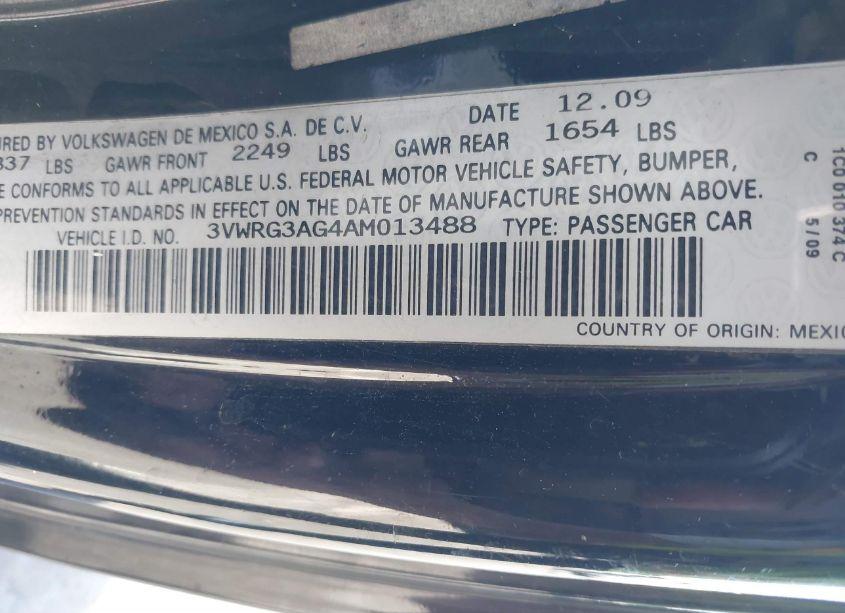 URED BY VOLKSWAGEN DE MEXICO S.A. DE C.V. DATE 12.09
337 LBS GAWR FRONT 2249 LBS GAWR REAR 1654 LBS
E CONFORMS TO ALL APPLICABLE U.S. FEDERAL MOTOR VEHICLE SAFETY, BUMPER,
PREVENTION STANDARDS IN EFFECT ON THE DATE OF MANUFACTURE SHOWN ABOVE.
VEHICLE I.D. NO. 3VWRG3AG4AM013488 TYPE: PASSENGER CAR
COUNTRY OF ORIGIN: MEXIC
1C0 010 374 C
C 5/09